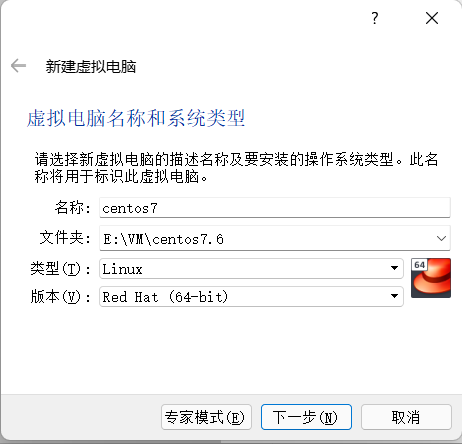 ?
新建虚拟电脑
虚拟电脑名称和系统类型
请选择新虚拟电脑的描述名称及要安装的操作系统类型。此名
称将用于标识此虚拟电脑。
名称: centos7
文件夹: E:\VM\centos7.6
类型(T): Linux
64
版本(V): Red Hat (64-bit)
专家模式(E) 下一步(N) 取消